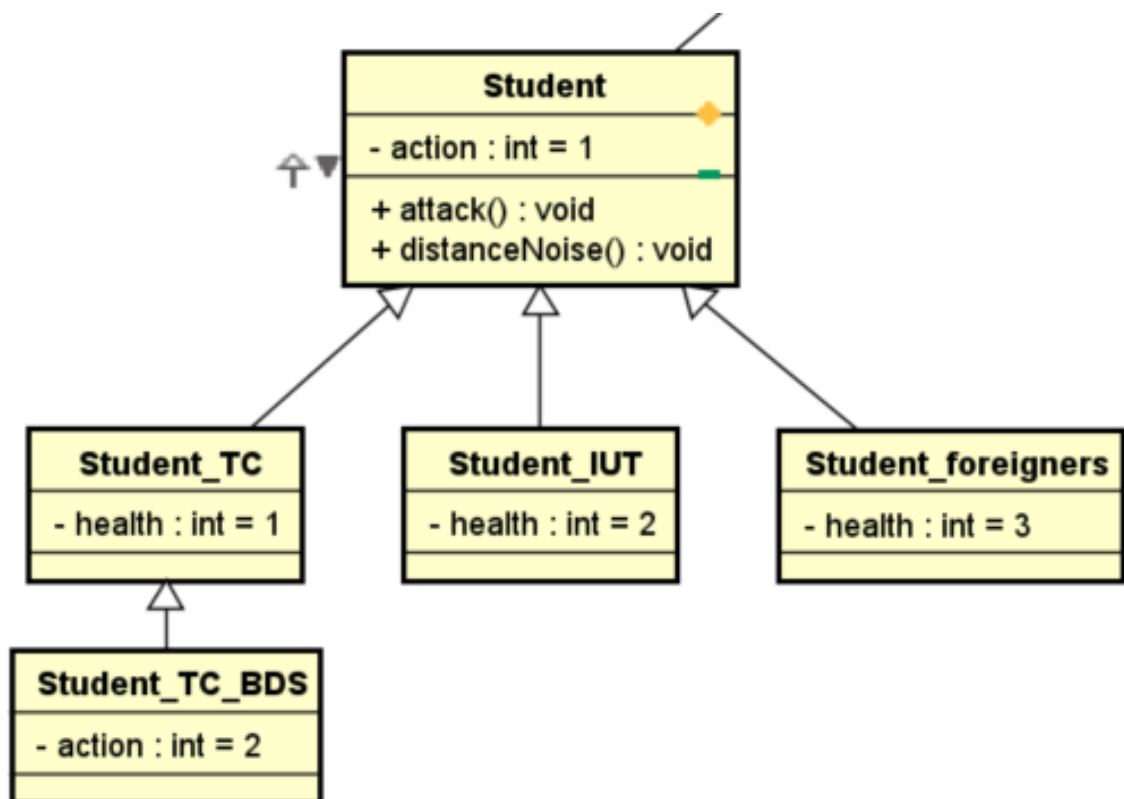 Student
- action : int = 1
+ attack() : void
+ distanceNoise() : void
Student_TC
- health : int = 1
Student_IUT
- health : int = 2
Student_foreigners
- health : int = 3
Student_TC_BDS
- action : int = 2